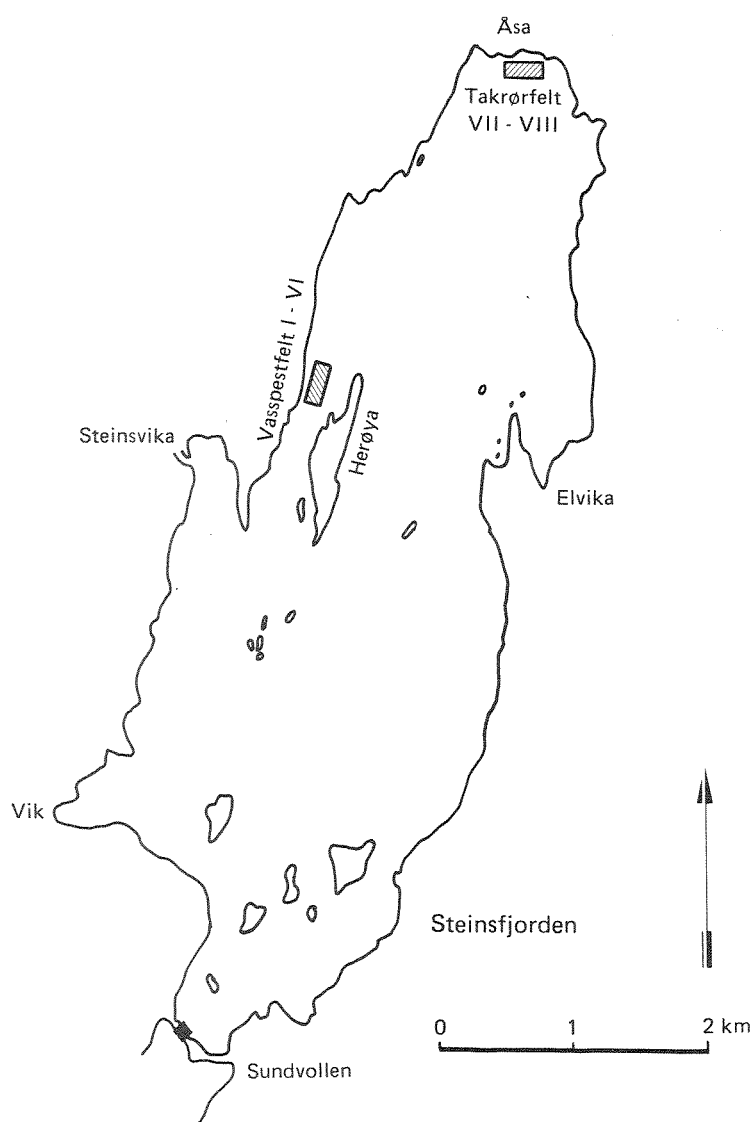 Åsa
Takrørfelt
VII - VIII
Vasspestfelt I - VI
Steinsvika
Herøya
Elvika
Vik
Steinsfjorden
0 1 2 km
Sundvollen